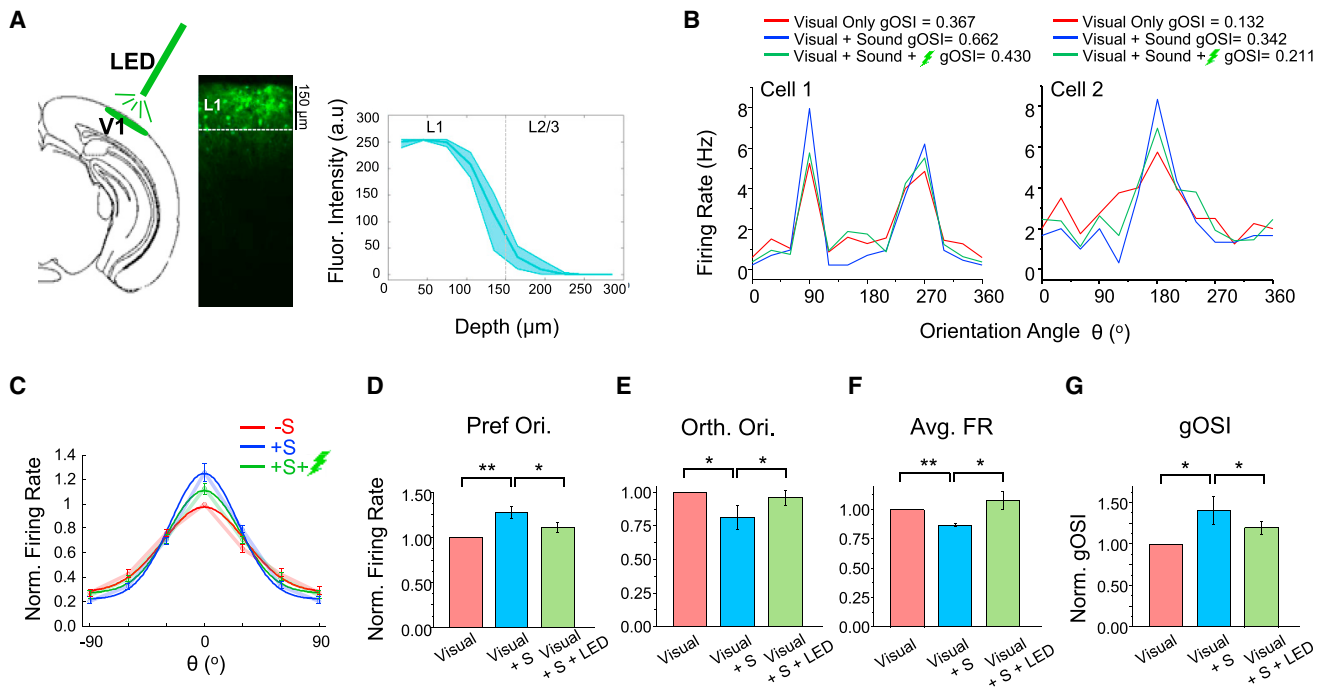 A
LED
V1
L1
150 µm
Fluor. Intensity (a.u)
L1
L2/3
300
250
200
150
100
50
0
0
50
100
150
200
250
300
Depth (µm)
B
Visual Only gOSI = 0.367
Visual + Sound gOSI= 0.662
Visual + Sound + gOSI= 0.430
Visual Only gOSI = 0.132
Visual + Sound gOSI= 0.342
Visual + Sound + gOSI= 0.211
Cell 1
Cell 2
Firing Rate (Hz)
8
6
4
2
0
0
90
180
270
360
8
6
4
2
0
0
90
180
270
360
Orientation Angle θ (o)
C
-S
+S
+S+
Norm. Firing Rate
1.4
1.2
1
0.8
0.6
0.4
0.2
0.0
-90
0
90
θ (o)
D
Pref Ori.
**
*
Norm. Firing Rate
1.50
1.00
1.00
0.50
0.00
Visual
Visual + S
Visual + S + LED
E
Orth. Ori.
*
*
1.00
0.75
0.50
0.25
0.00
Visual
Visual + S
Visual + S + LED
F
Avg. FR
**
*
1.00
0.75
0.50
0.25
0.00
Visual
Visual + S
Visual + S + LED
G
gOSI
*
*
Norm. gOSI
1.50
1.00
0.50
0.00
Visual
Visual + S
Visual + S + LED